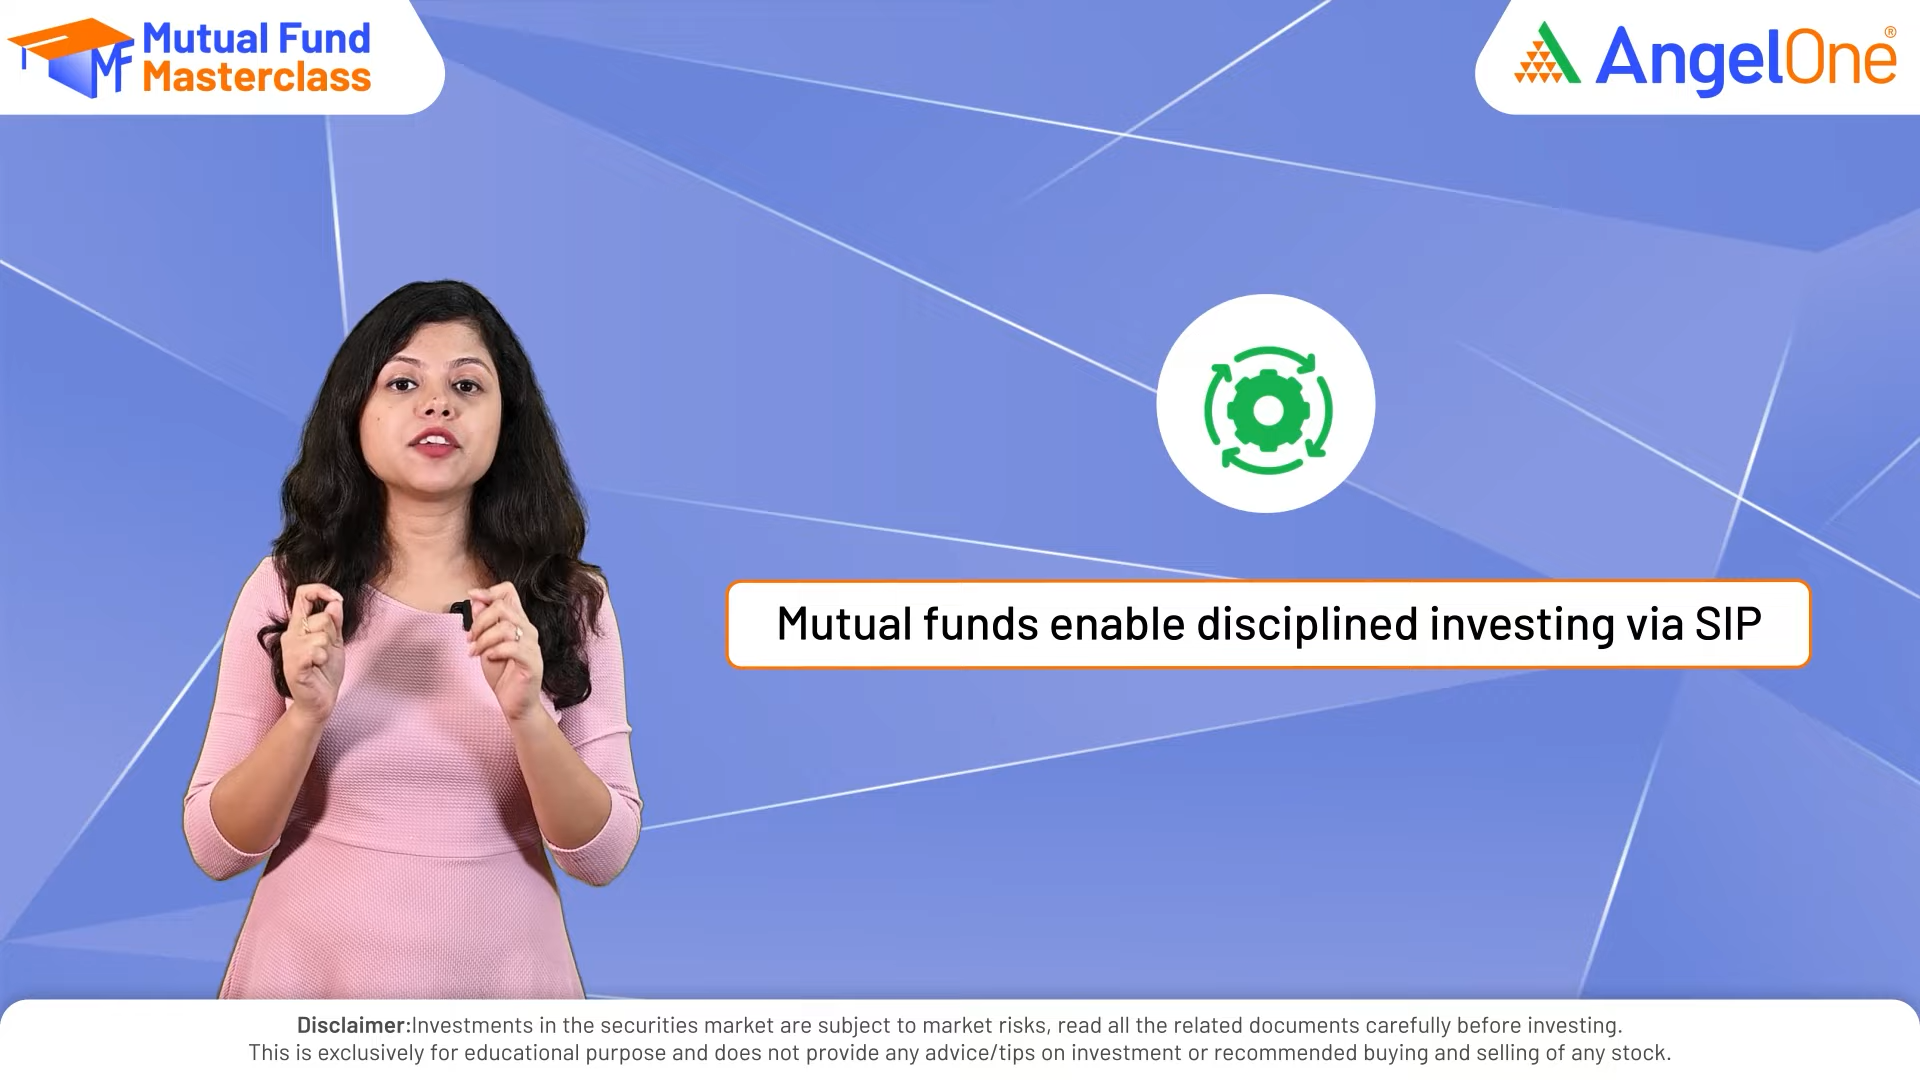 Mutual Fund
Masterclass
MF
AngelOne®
Mutual funds enable disciplined investing via SIP
Disclaimer:Investments in the securities market are subject to market risks, read all the related documents carefully before investing.
This is exclusively for educational purpose and does not provide any advice/tips on investment or recommended buying and selling of any stock.